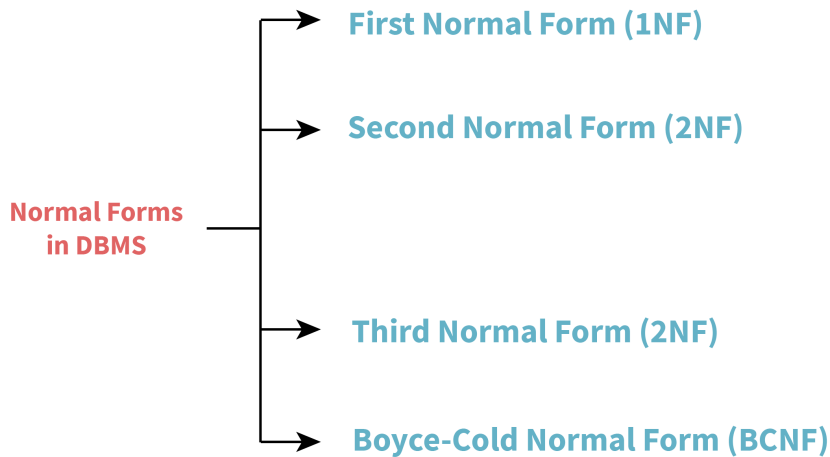 First Normal Form (1NF)
Second Normal Form (2NF)
Normal Forms
in DBMS
Third Normal Form (2NF)
Boyce-Cold Normal Form (BCNF)